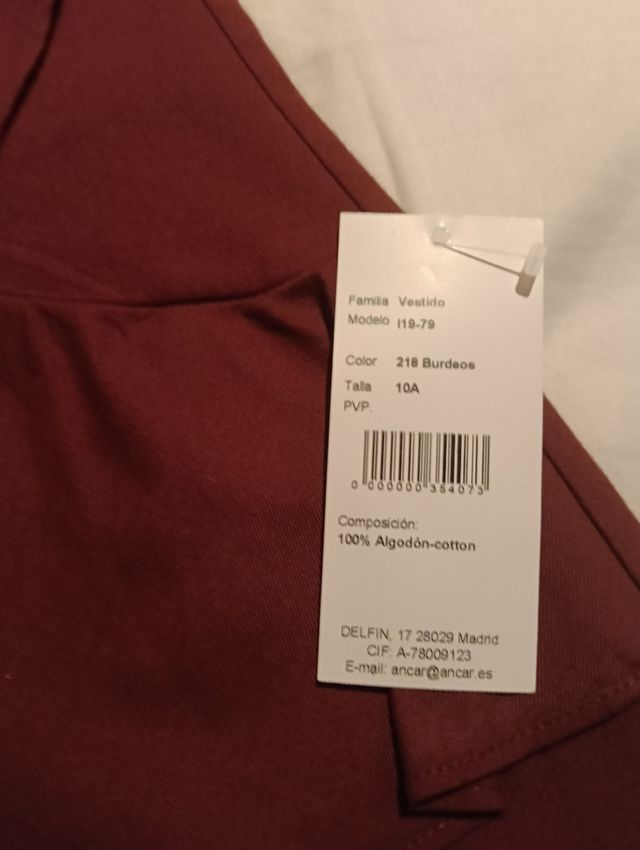 Familia Vestido
Modelo I19-79
Color 218 Burdeos
Talla 10A
PVP.
0 000000 354073
Composición:
100% Algodón-cotton
DELFIN, 17 28029 Madrid
CIF: A-78009123
E-mail: ancar@ancar.es